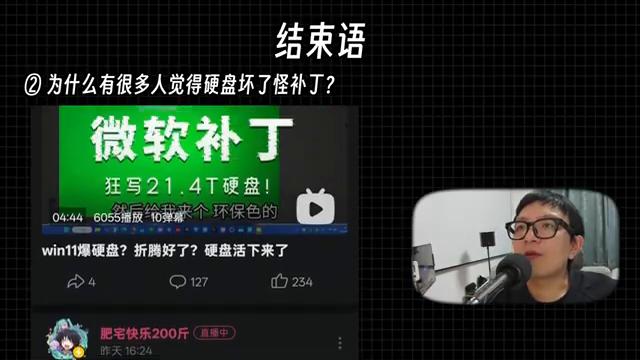 结束语
② 为什么有很多人觉得硬盘坏了怪补丁？
微软补丁
狂写21.4T硬盘！
然后给我来个 环保色的
04:44 6055播放 10弹幕
win11爆硬盘？折腾好了？硬盘活下来了
4 127 234
肥宅快乐200斤 直播中
昨天 16:24